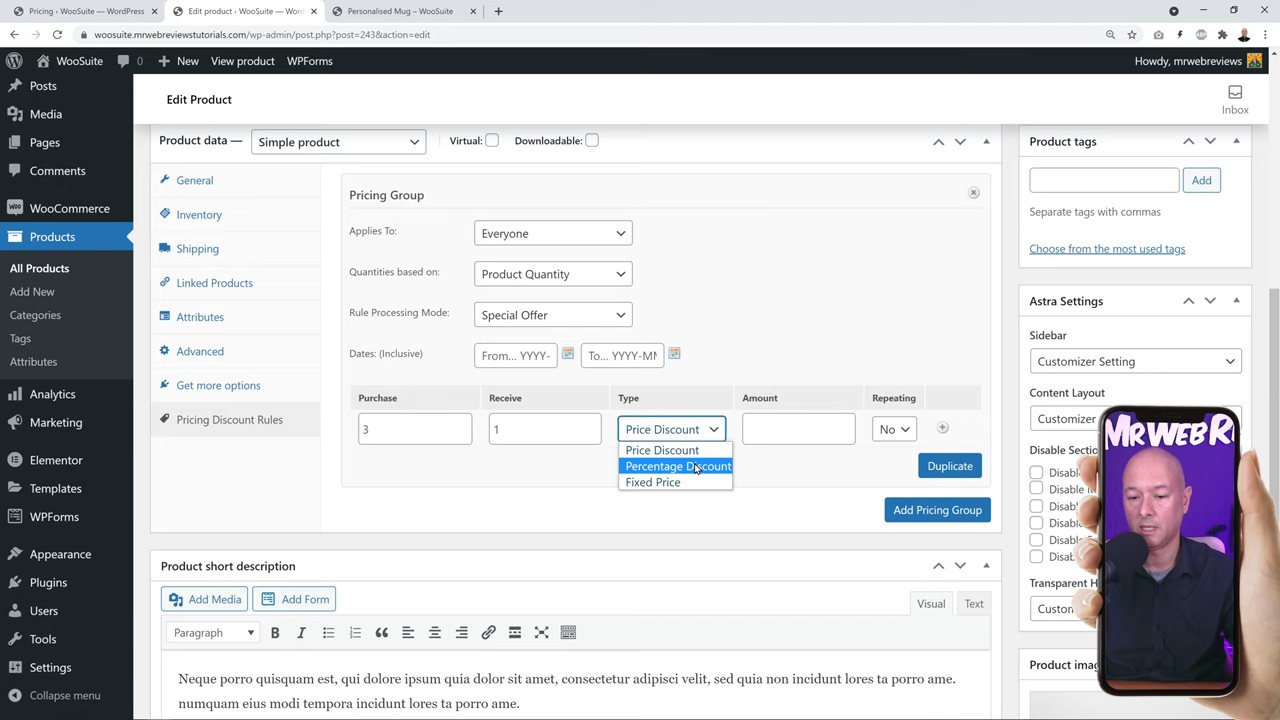 Pricing ‹ WooSuite — WordPress
Edit product ‹ WooSuite — Wor
Personalised Mug – WooSuite
woosuite.mrwebreviewstutorials.com/wp-admin/post.php?post=243&action=edit
WooSuite
0
New
View product
WPForms
Howdy, mrwebreviews
Posts
Media
Pages
Comments
WooCommerce
Products
All Products
Add New
Categories
Tags
Attributes
Analytics
Marketing
Elementor
Templates
WPForms
Appearance
Plugins
Users
Tools
Settings
Collapse menu
Edit Product
Inbox
Product data —
Simple product
Virtual:
Downloadable:
General
Inventory
Shipping
Linked Products
Attributes
Advanced
Get more options
Pricing Discount Rules
Pricing Group
Applies To:
Everyone
Quantities based on:
Product Quantity
Rule Processing Mode:
Special Offer
Dates: (Inclusive)
From... YYYY-
To... YYYY-MM
Purchase
Receive
Type
Amount
Repeating
3
1
Price Discount
No
Price Discount
Percentage Discount
Fixed Price
Duplicate
Add Pricing Group
Product short description
Add Media
Add Form
Visual
Text
Paragraph
B
I
Neque porro quisquam est, qui dolore ipsum quia dolor sit amet, consectetur adipisci velit, sed quia non incidunt lores ta porro ame.
numquam eius modi tempora incidunt lores ta porro ame.
Product tags
Add
Separate tags with commas
Choose from the most used tags
Astra Settings
Sidebar
Customizer Setting
Content Layout
Customizer
Disable Sectio
Disabl
Disable
Disabl
Disabl
Disabl
Disabl
Transparent H
Custom
Product imag
MRWEBR